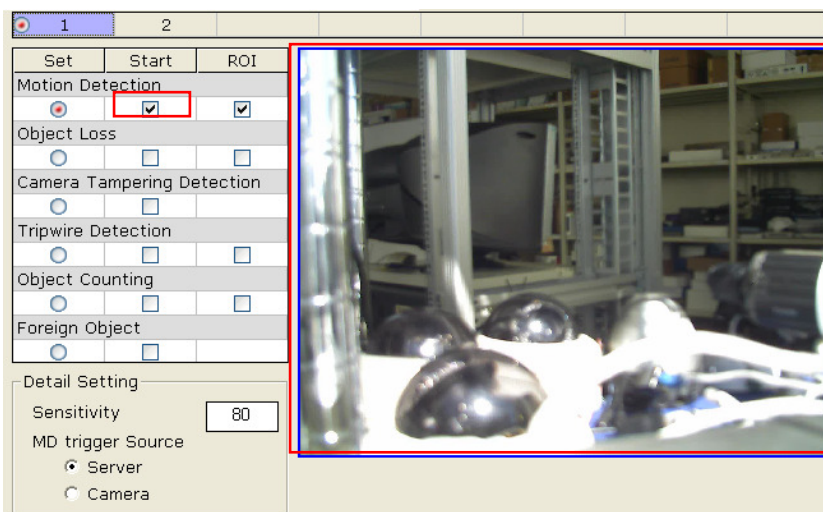 1 2
Set Start ROI
Motion Detection
Object Loss
Camera Tampering Detection
Tripwire Detection
Object Counting
Foreign Object
Detail Setting
Sensitivity 80
MD trigger Source
Server
Camera